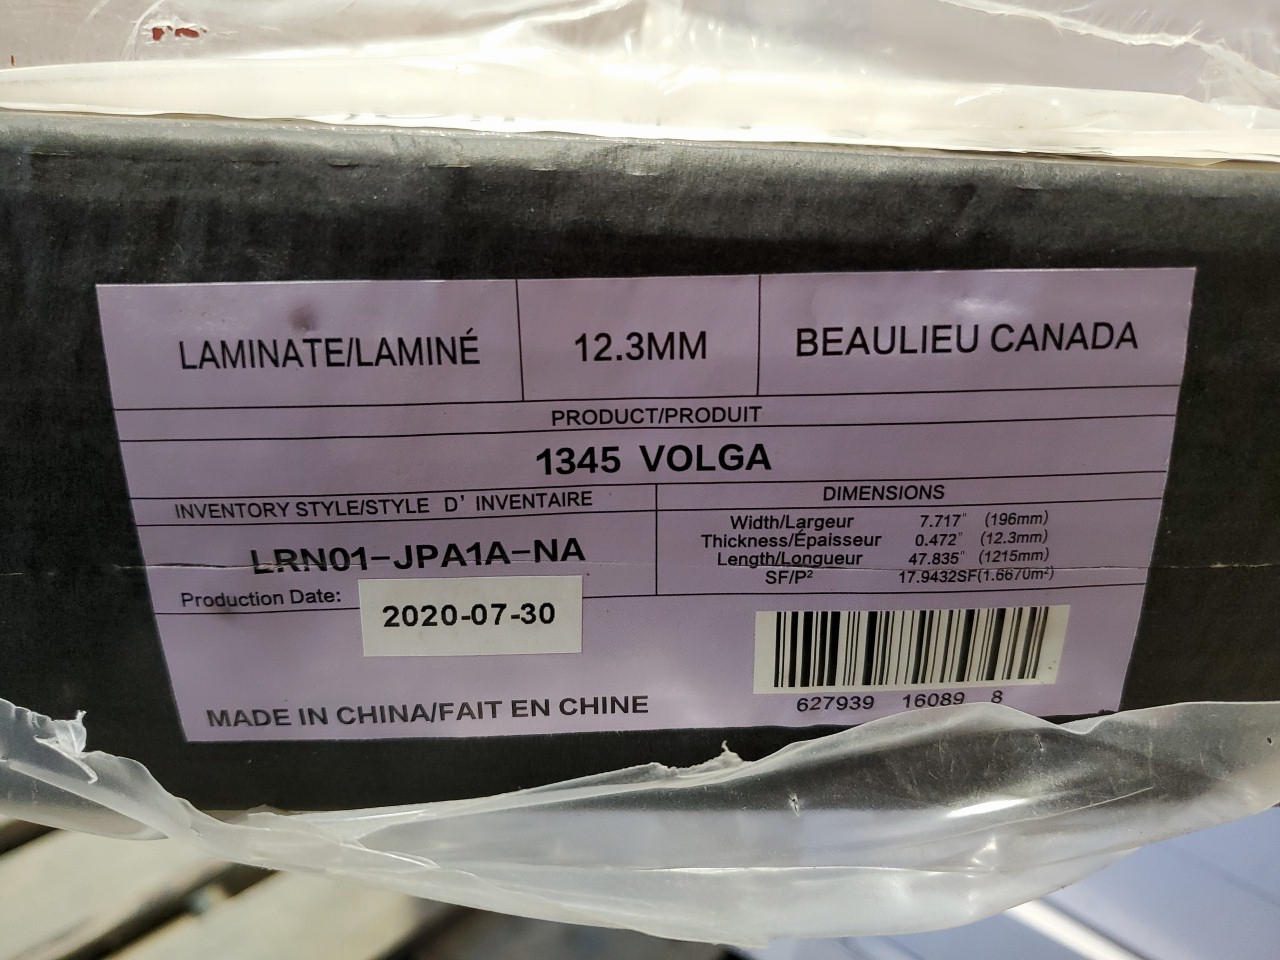 LAMINATE/LAMINÉ
12.3MM
BEAULIEU CANADA
PRODUCT/PRODUIT
1345 VOLGA
INVENTORY STYLE/STYLE D' INVENTAIRE
LRN01-JPA1A-NA
DIMENSIONS
Width/Largeur 7.717" (196mm)
Thickness/Épaisseur 0.472" (12.3mm)
Length/Longueur 47.835" (1215mm)
SF/P² 17.9432SF(1.6670m²)
Production Date: 2020-07-30
MADE IN CHINA/FAIT EN CHINE
627939 16089 8